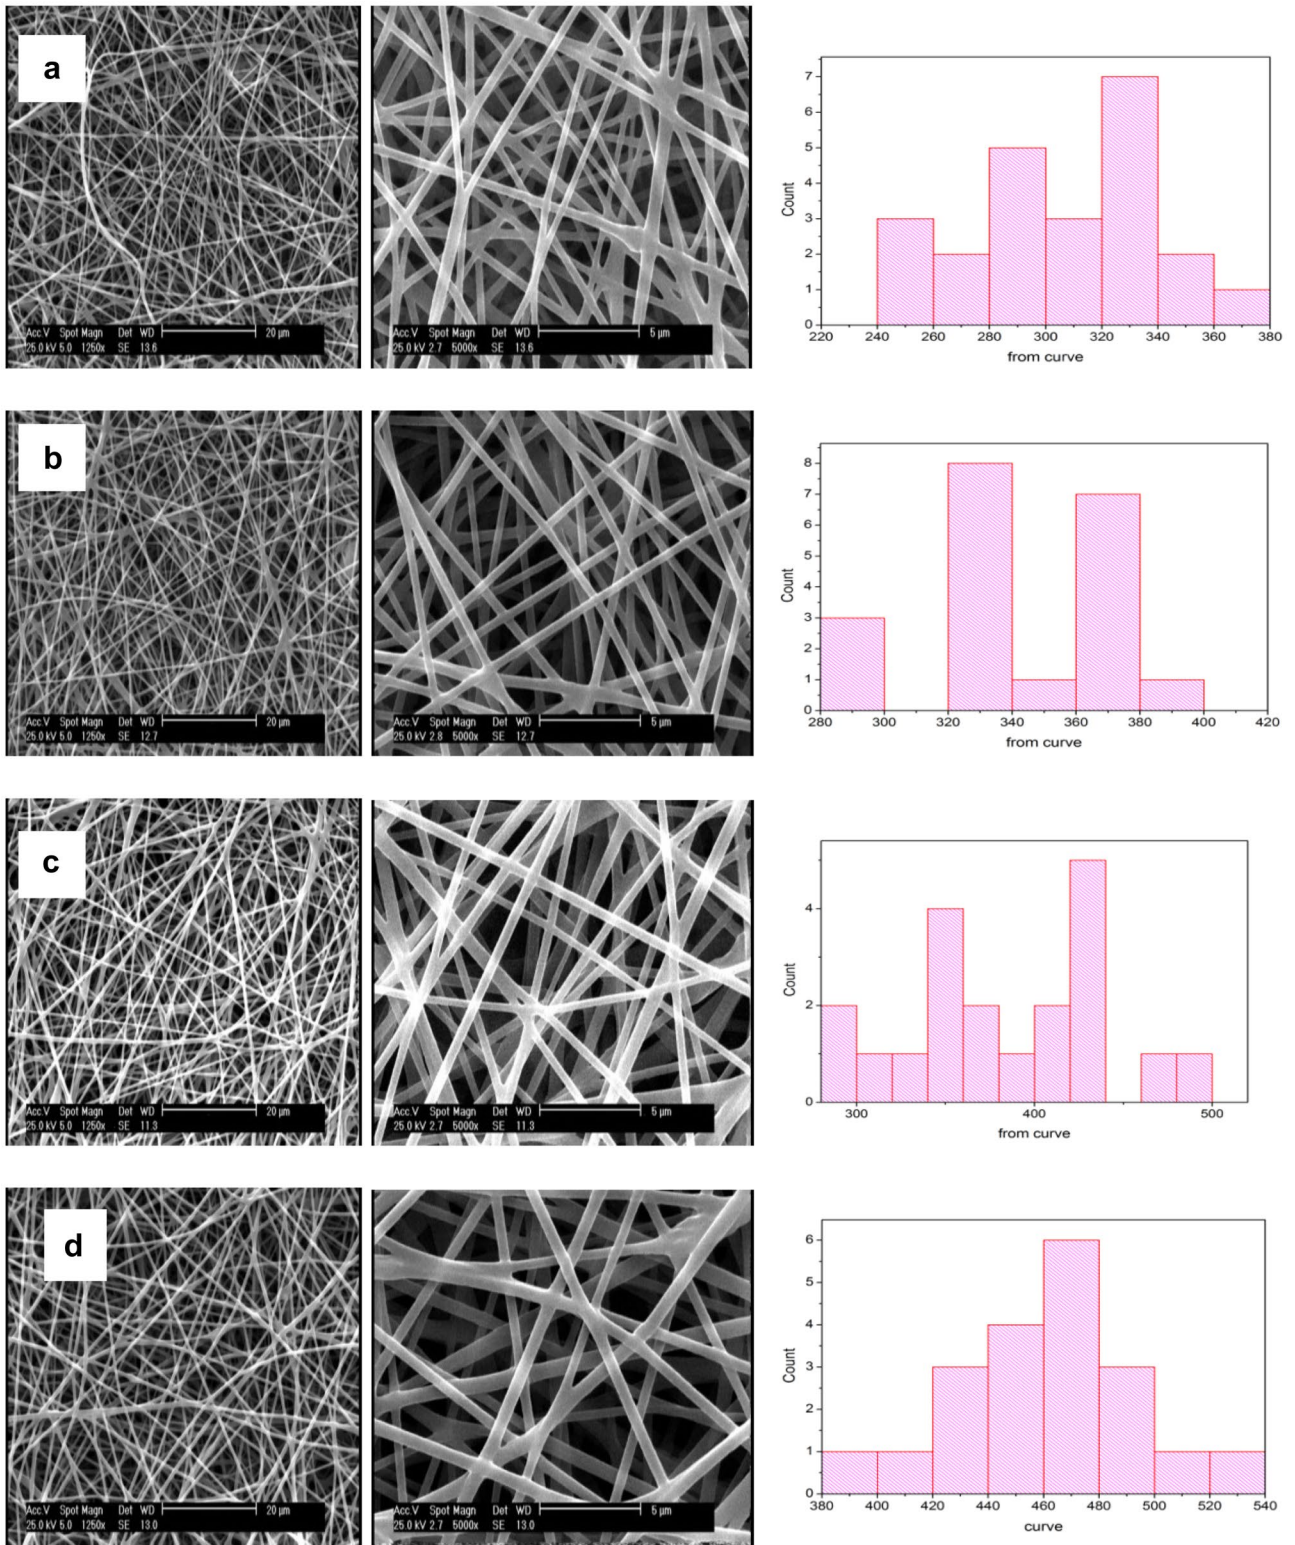 a
Acc.V Spot Magn Det WD 20 µm
25.0 kV 5.0 1250x SE 13.6
Acc.V Spot Magn Det WD 5 µm
25.0 kV 2.7 5000x SE 13.6
7
6
5
4
3
2
1
0
Count
220 240 260 280 300 320 340 360 380
from curve
b
Acc.V Spot Magn Det WD 20 µm
25.0 kV 5.0 1250x SE 12.7
Acc.V Spot Magn Det WD 5 µm
25.0 kV 2.8 5000x SE 12.7
8
7
6
5
4
3
2
1
0
Count
280 300 320 340 360 380 400 420
from curve
c
Acc.V Spot Magn Det WD 20 µm
25.0 kV 5.0 1250x SE 11.3
Acc.V Spot Magn Det WD 5 µm
25.0 kV 2.7 5000x SE 11.3
4
2
0
Count
300 400 500
from curve
d
Acc.V Spot Magn Det WD 20 µm
25.0 kV 5.0 1250x SE 13.0
Acc.V Spot Magn Det WD 5 µm
25.0 kV 2.7 5000x SE 13.0
6
5
4
3
2
1
0
Count
380 400 420 440 460 480 500 520 540
curve